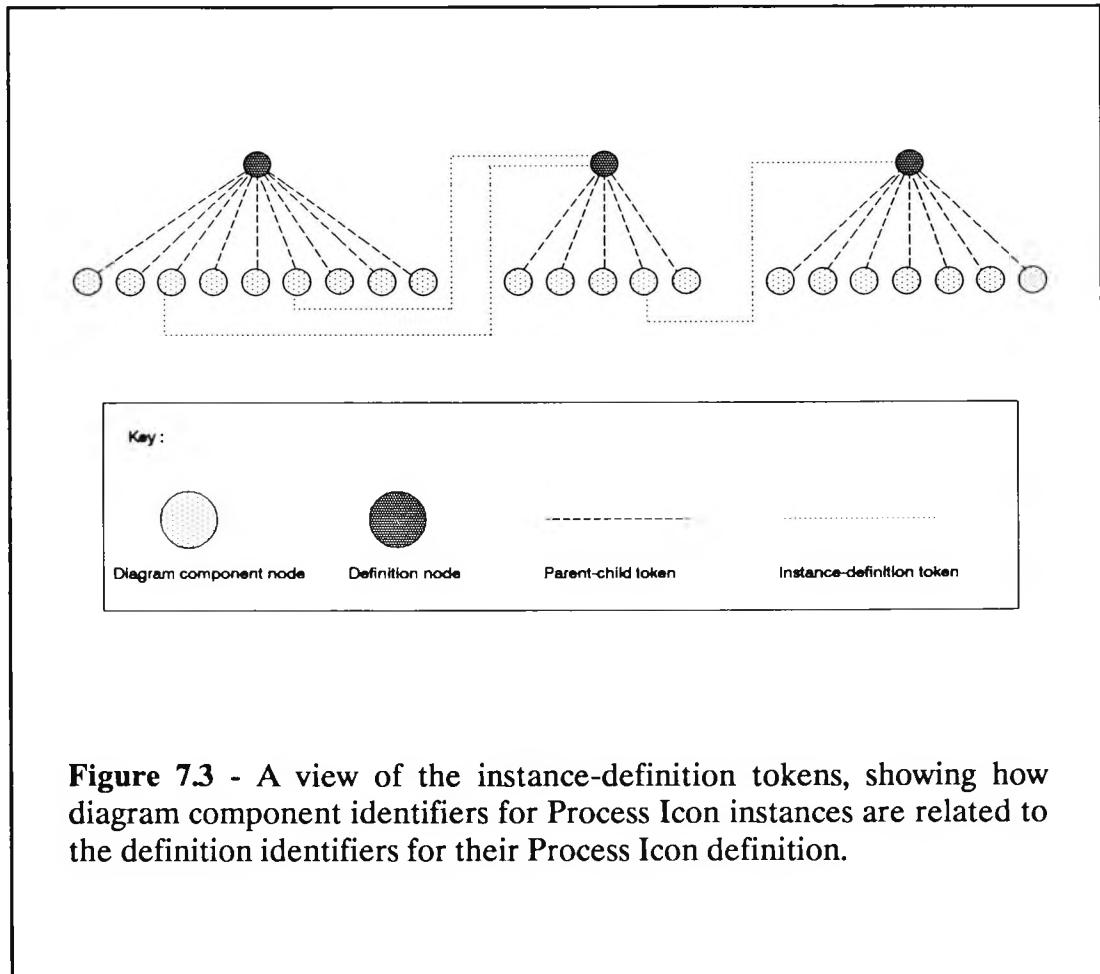 Key :
Diagram component node
Definition node
Parent-child token
Instance-definition token
Figure 7.3 - A view of the instance-definition tokens, showing how
diagram component identifiers for Process Icon instances are related to
the definition identifiers for their Process Icon definition.